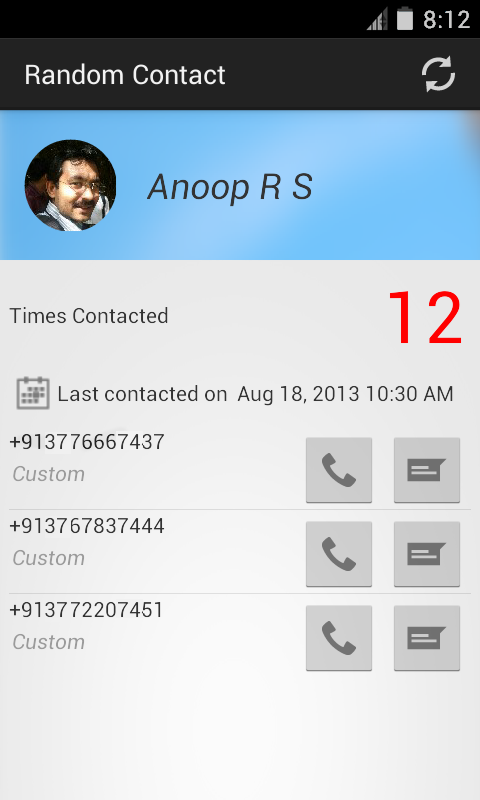 8:12
Random Contact
Anoop R S
Times Contacted 12
Last contacted on Aug 18, 2013 10:30 AM
+913776667437
Custom
+913767837444
Custom
+913772207451
Custom